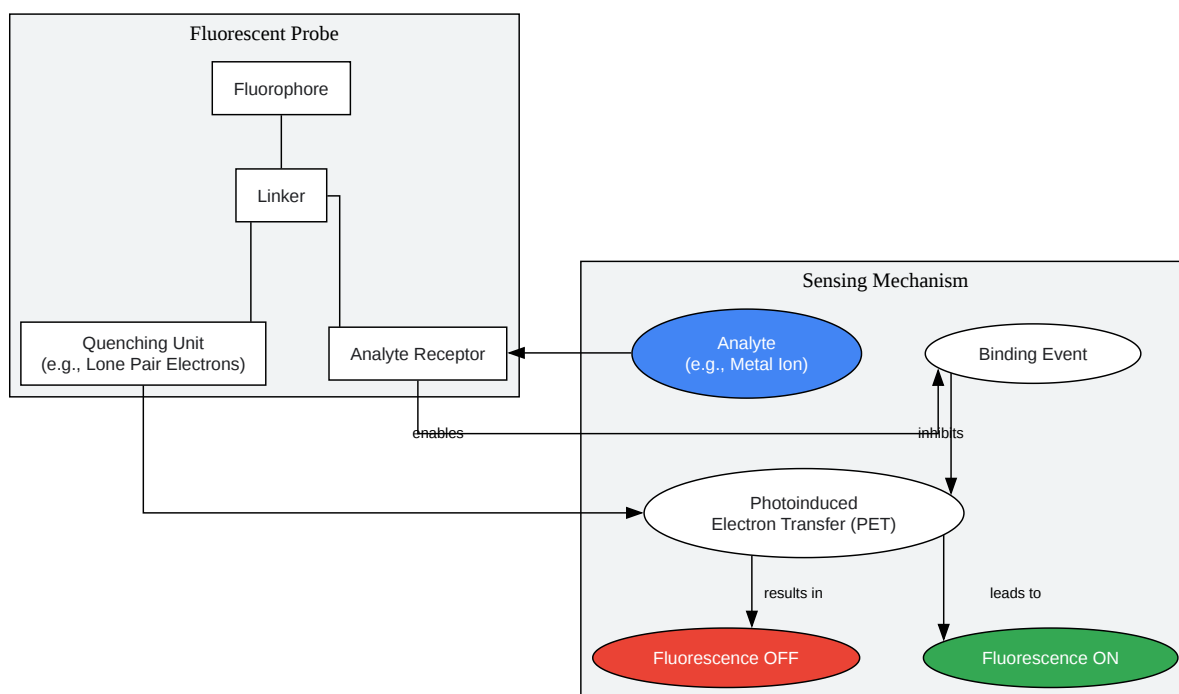 Fluorescent Probe
Fluorophore
Linker
Quenching Unit
(e.g., Lone Pair Electrons)
Analyte Receptor
Sensing Mechanism
Analyte
(e.g., Metal Ion)
Binding Event
enables
inhibits
Photoinduced
Electron Transfer (PET)
results in
leads to
Fluorescence OFF
Fluorescence ON